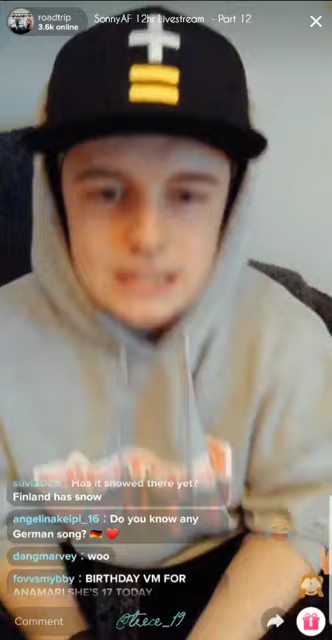 roadtrip
SonnyAF 12hr Livestream - Part 12
3.6k online
Has it snowed there yet?
Finland has snow
angelinakeipl_16 : Do you know any
German song? 🇩🇪 ❤️
dangmarvey : woo
fovvsmybby : BIRTHDAY VM FOR
ANAMARI SHE'S 17 TODAY
Comment